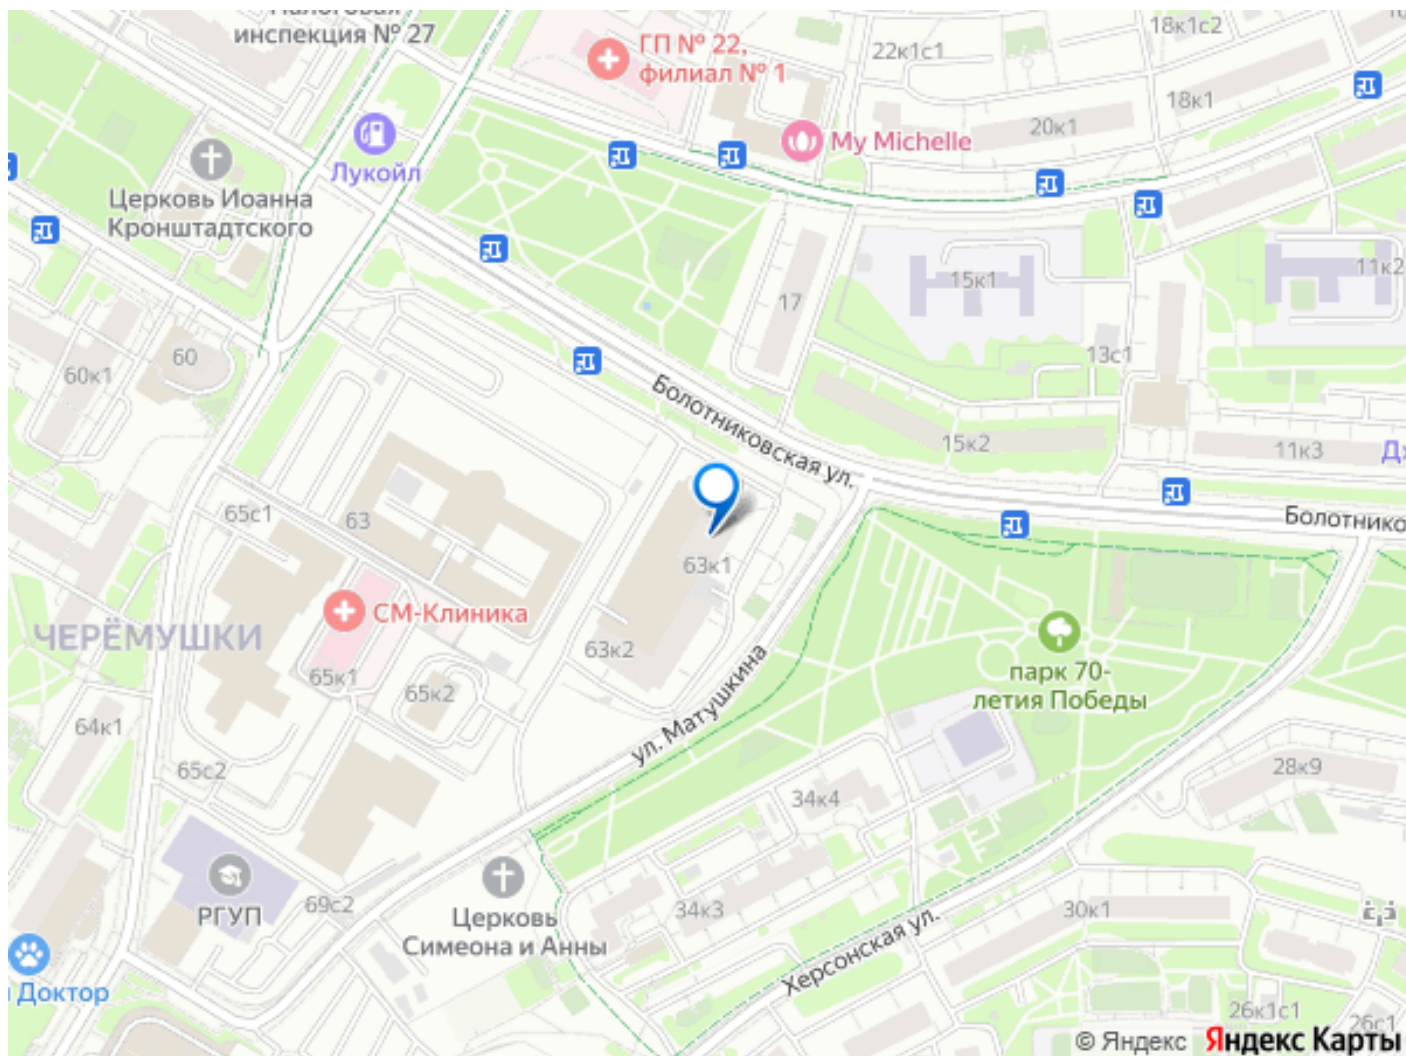 инспекция № 27
ГП № 22,
филиал № 1
22к1с1
18к1с2
18к1
20к1
My Michelle
Лукойл
Церковь Иоанна
Кронштадтского
15к1
11к2
17
13с1
60
60к1
Болотниковская ул.
15к2
11к3
65с1
63
63к1
Болотнико
СМ-Клиника
ЧЕРЁМУШКИ
63к2
65к1
65к2
парк 70-
летия Победы
ул. Матушкина
64к1
65с2
34к4
28к9
РГУП
69с2
Церковь
Симеона и Анны
34к3
30к1
Херсонская ул.
Доктор
26к1с1
26с1
© Яндекс Яндекс Карты